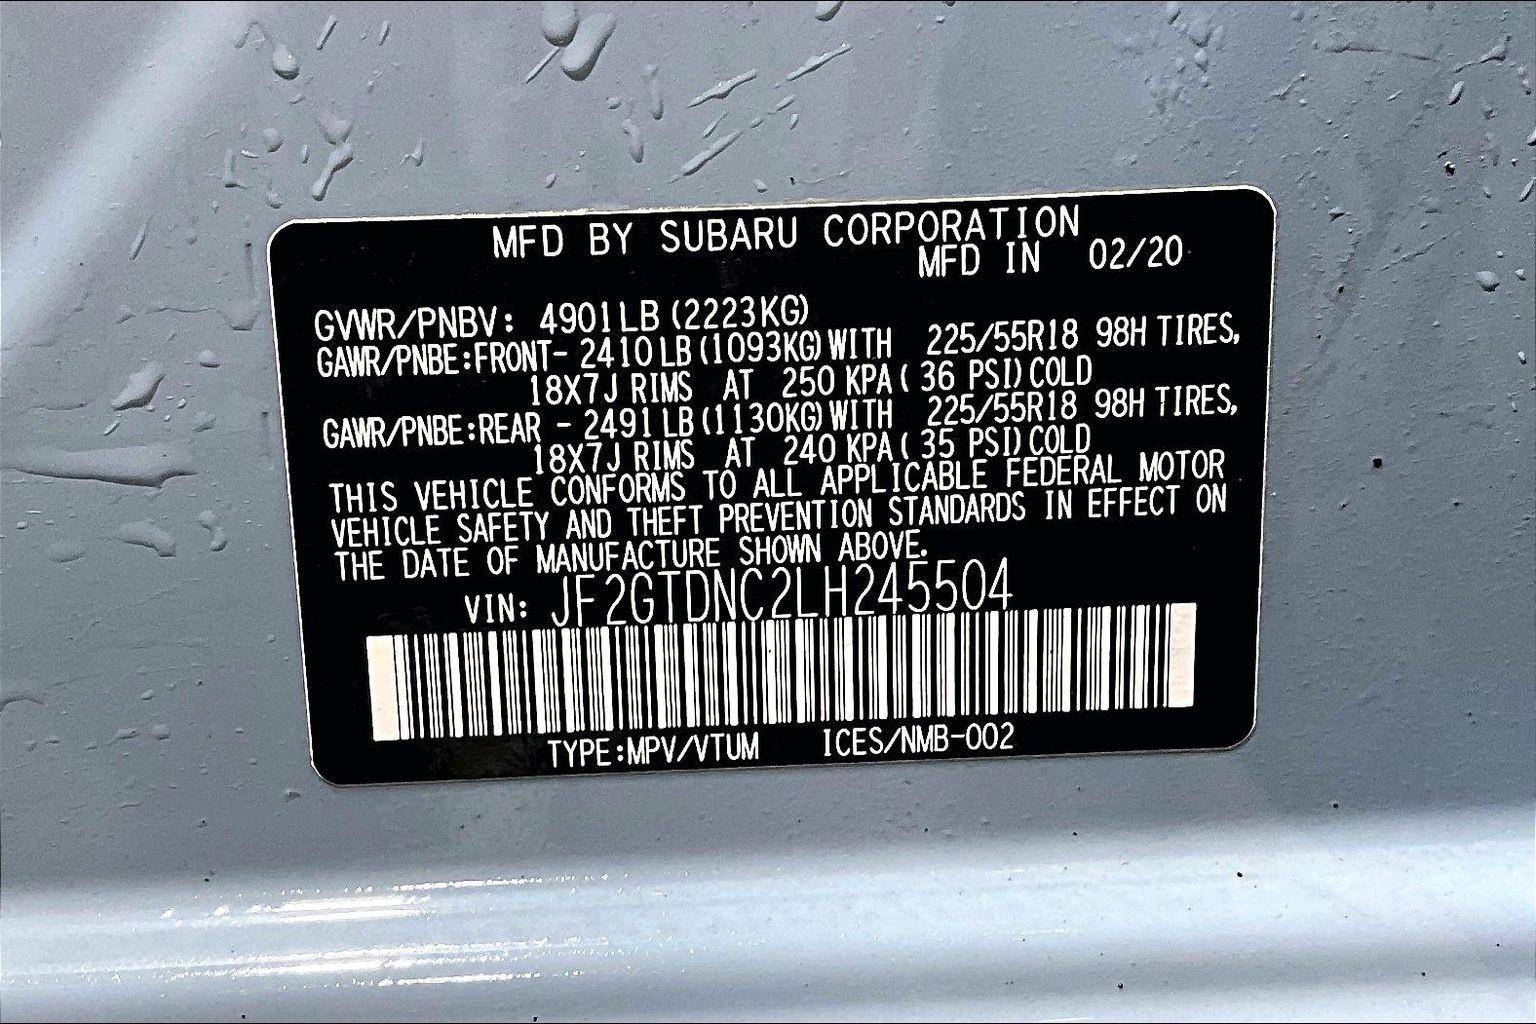 MFD BY SUBARU CORPORATION
MFD IN 02/20
GVWR/PNBV: 4901LB (2223KG)
GAWR/PNBE:FRONT- 2410LB(1093KG)WITH 225/55R18 98H TIRES,
18X7J RIMS AT 250 KPA( 36 PSI)COLD
GAWR/PNBE:REAR - 2491LB(1130KG)WITH 225/55R18 98H TIRES,
18X7J RIMS AT 240 KPA( 35 PSI)COLD
THIS VEHICLE CONFORMS TO ALL APPLICABLE FEDERAL MOTOR
VEHICLE SAFETY AND THEFT PREVENTION STANDARDS IN EFFECT ON
THE DATE OF MANUFACTURE SHOWN ABOVE.
VIN: JF2GTDNC2LH245504
TYPE:MPV/VTUM ICES/NMB-002